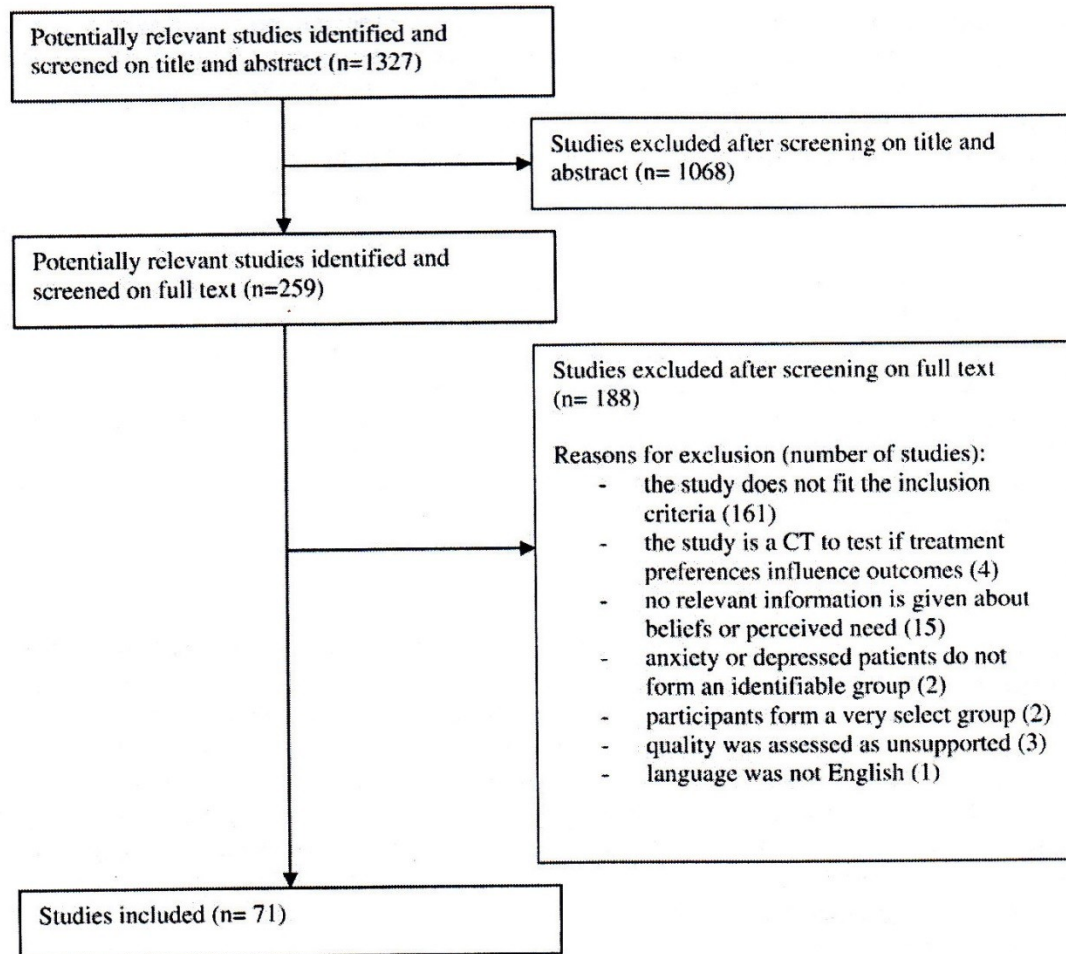 Potentially relevant studies identified and
screened on title and abstract (n=1327)
Studies excluded after screening on title and
abstract (n= 1068)
Potentially relevant studies identified and
screened on full text (n=259)
Studies excluded after screening on full text
(n= 188)
Reasons for exclusion (number of studies):
- the study does not fit the inclusion
criteria (161)
- the study is a CT to test if treatment
preferences influence outcomes (4)
- no relevant information is given about
beliefs or perceived need (15)
- anxiety or depressed patients do not
form an identifiable group (2)
- participants form a very select group (2)
- quality was assessed as unsupported (3)
- language was not English (1)
Studies included (n= 71)